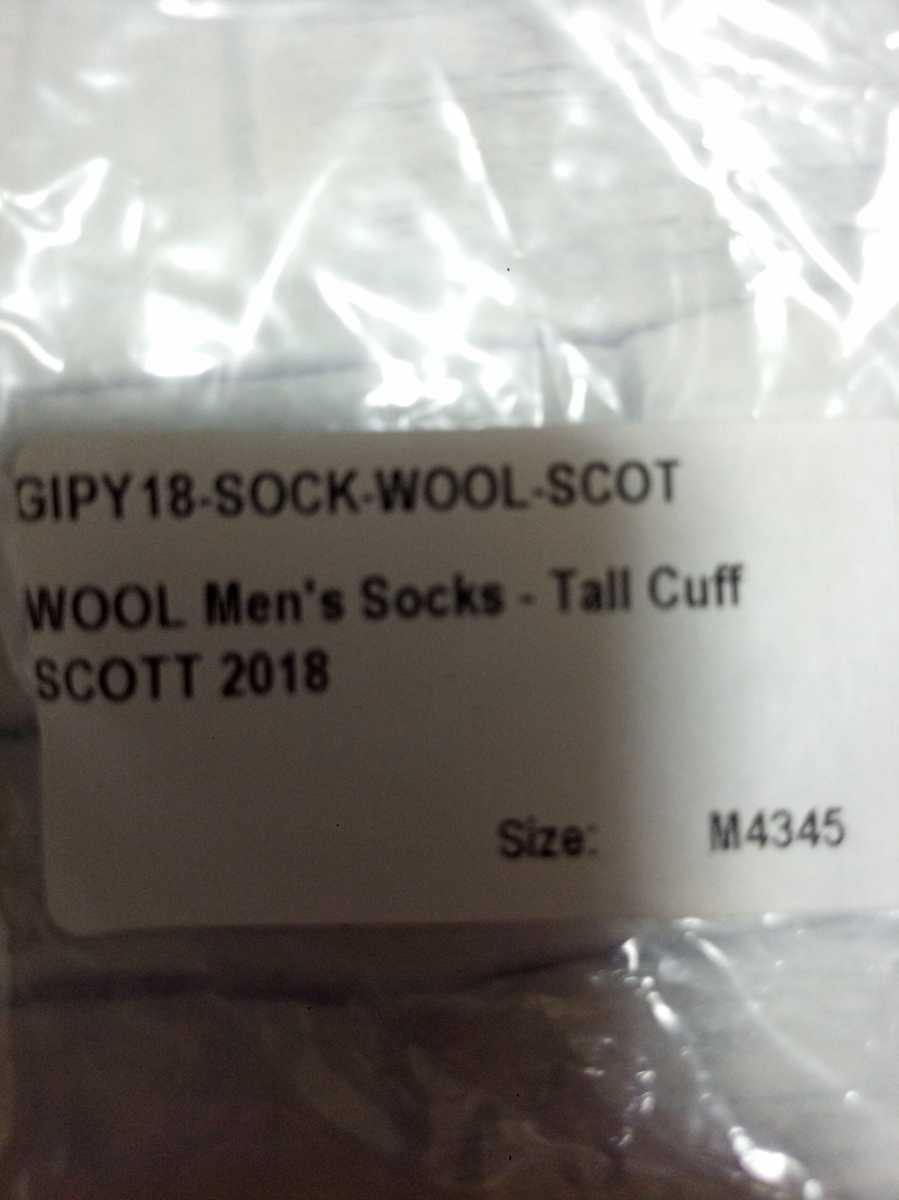 GIPY18-SOCK-WOOL-SCOT
WOOL Men's Socks - Tall Cuff
SCOTT 2018
Size: M4345